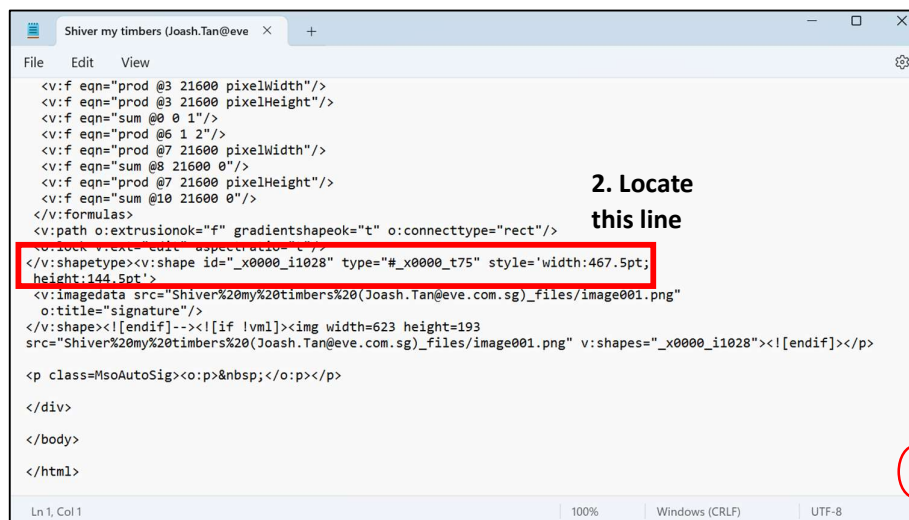 Shiver my timbers (Joash.Tan@eve
File Edit View
<v:f eqn="prod @3 21600 pixelWidth"/>
<v:f eqn="prod @3 21600 pixelHeight"/>
<v:f eqn="sum @0 0 1"/>
<v:f eqn="prod @6 1 2"/>
<v:f eqn="prod @7 21600 pixelWidth"/>
<v:f eqn="sum @8 21600 0"/>
<v:f eqn="prod @7 21600 pixelHeight"/>
<v:f eqn="sum @10 21600 0"/>
</v:formulas>
<v:path o:extrusionok="f" gradientshapeok="t" o:connecttype="rect"/>
<o:lock v:ext="edit" aspectratio="t"/>
</v:shapetype><v:shape id="_x0000_i1028" type="#_x0000_t75" style='width:467.5pt;
height:144.5pt'>
<v:imagedata src="Shiver%20my%20timbers%20(Joash.Tan@eve.com.sg)_files/image001.png"
o:title="signature"/>
</v:shape><![endif]--><![if !vml]><img width=623 height=193
src="Shiver%20my%20timbers%20(Joash.Tan@eve.com.sg)_files/image001.png" v:shapes="_x0000_i1028"><![endif]></p>
<p class=MsoAutoSig><o:p>&nbsp;</o:p></p>
</div>
</body>
</html>
2. Locate
this line
Ln 1, Col 1 100% Windows (CRLF) UTF-8